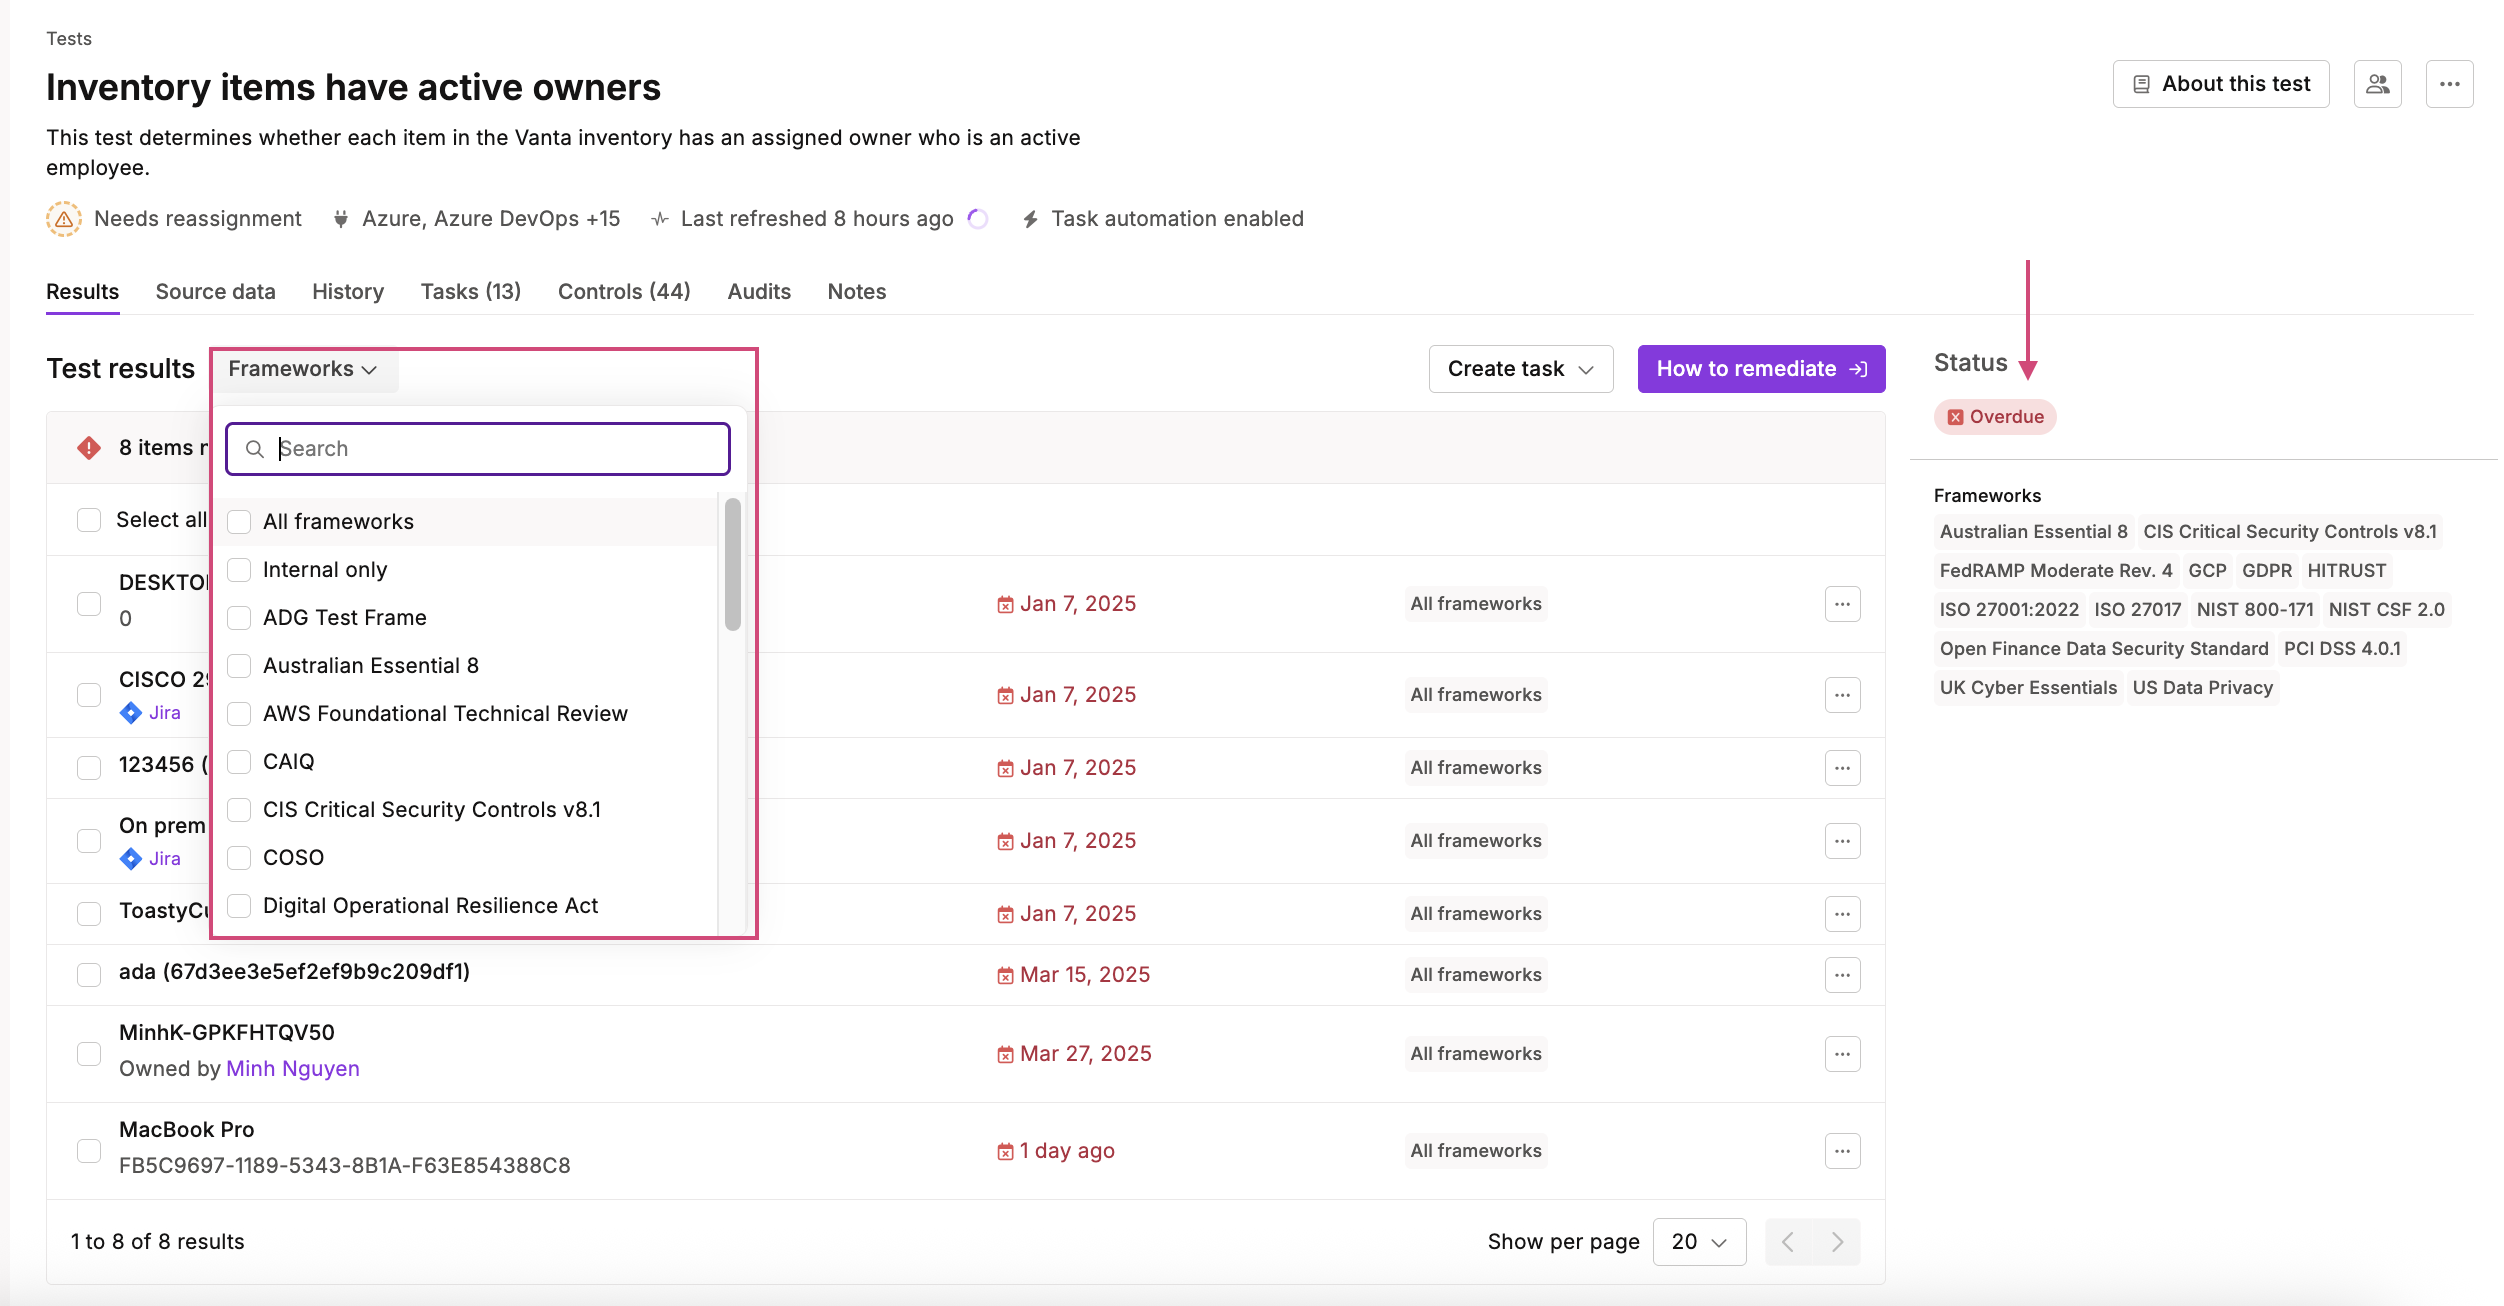 Tests
Inventory items have active owners
About this test
This test determines whether each item in the Vanta inventory has an assigned owner who is an active
employee.
Needs reassignment
Azure, Azure DevOps +15
Last refreshed 8 hours ago
Task automation enabled
Results
Source data
History
Tasks (13)
Controls (44)
Audits
Notes
Test results
Frameworks
Create task
How to remediate
Search
All frameworks
Internal only
ADG Test Frame
Australian Essential 8
AWS Foundational Technical Review
CAIQ
CIS Critical Security Controls v8.1
COSO
Digital Operational Resilience Act
8 items
Select all
0
Jan 7, 2025
All frameworks
CISCO
Jira
Jan 7, 2025
All frameworks
123456 (
Jan 7, 2025
All frameworks
On prem
Jira
Jan 7, 2025
All frameworks
Jan 7, 2025
All frameworks
ada (67d3ee3e5ef2ef9b9c209df1)
Mar 15, 2025
All frameworks
MinhK-GPKFHTQV50
Owned by Minh Nguyen
Mar 27, 2025
All frameworks
MacBook Pro
FB5C9697-1189-5343-8B1A-F63E854388C8
1 day ago
All frameworks
1 to 8 of 8 results
Show per page
20
Status
Overdue
Frameworks
Australian Essential 8 CIS Critical Security Controls v8.1
FedRAMP Moderate Rev. 4 GCP GDPR HITRUST
ISO 27001:2022 ISO 27017 NIST 800-171 NIST CSF 2.0
Open Finance Data Security Standard PCI DSS 4.0.1
UK Cyber Essentials US Data Privacy